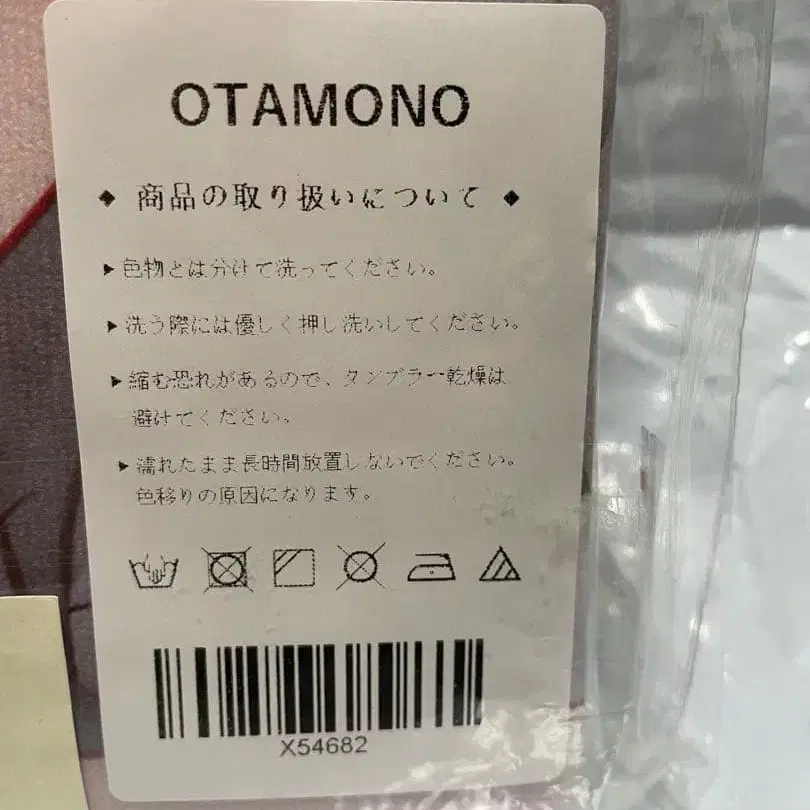 OTAMONO
◆ 商品の取り扱いについて ◆
▶色物とは分けて洗ってください。
▶洗う際には優しく押し洗いしてください。
▶縮む恐れがあるので、タンブラー乾燥は
避けてください。
▶濡れたまま長時間放置しないでください。
色移りの原因になります。
X54682